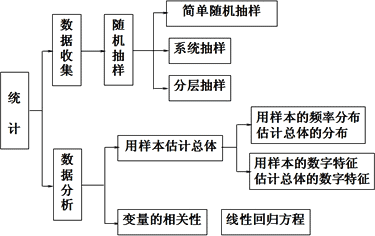 统计
数据收集
随机抽样
简单随机抽样
系统抽样
分层抽样
数据分析
用样本估计总体
用样本的频率分布
估计总体的分布
用样本的数字特征
估计总体的数字特征
变量的相关性
线性回归方程